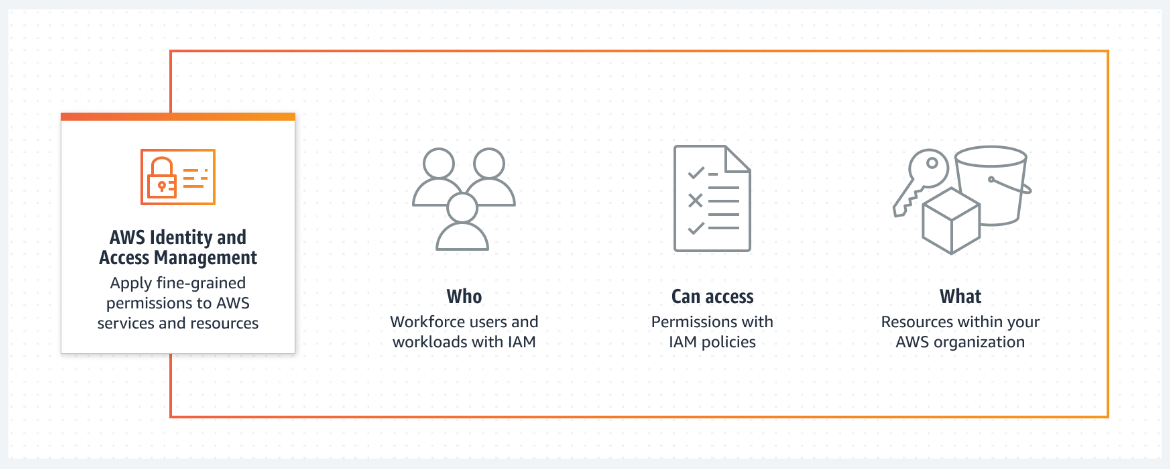 AWS Identity and
Access Management
Apply fine-grained
permissions to AWS
services and resources
Who
Workforce users and
workloads with IAM
Can access
Permissions with
IAM policies
What
Resources within your
AWS organization